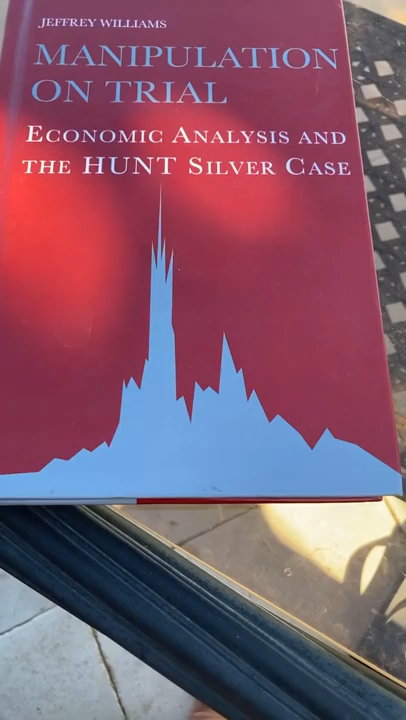 JEFFREY WILLIAMS
MANIPULATION
ON TRIAL
ECONOMIC ANALYSIS AND
THE HUNT SILVER CASE